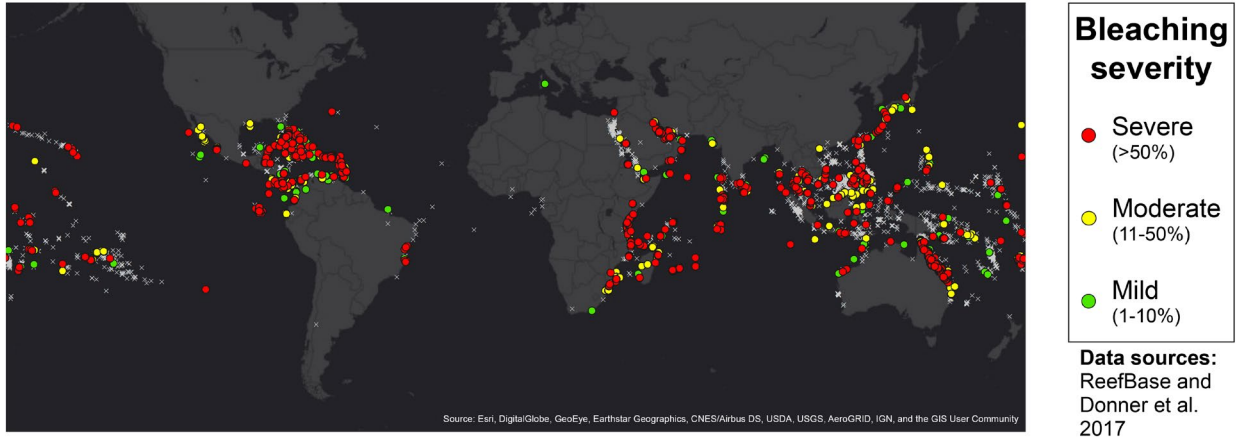 Bleaching
severity
Severe
(>50%)
Moderate
(11-50%)
Mild
(1-10%)
Data sources:
ReefBase and
Donner et al.
2017
Source: Esri, DigitalGlobe, GeoEye, Earthstar Geographics, CNES/Airbus DS, USDA, USGS, AeroGRID, IGN, and the GIS User Community